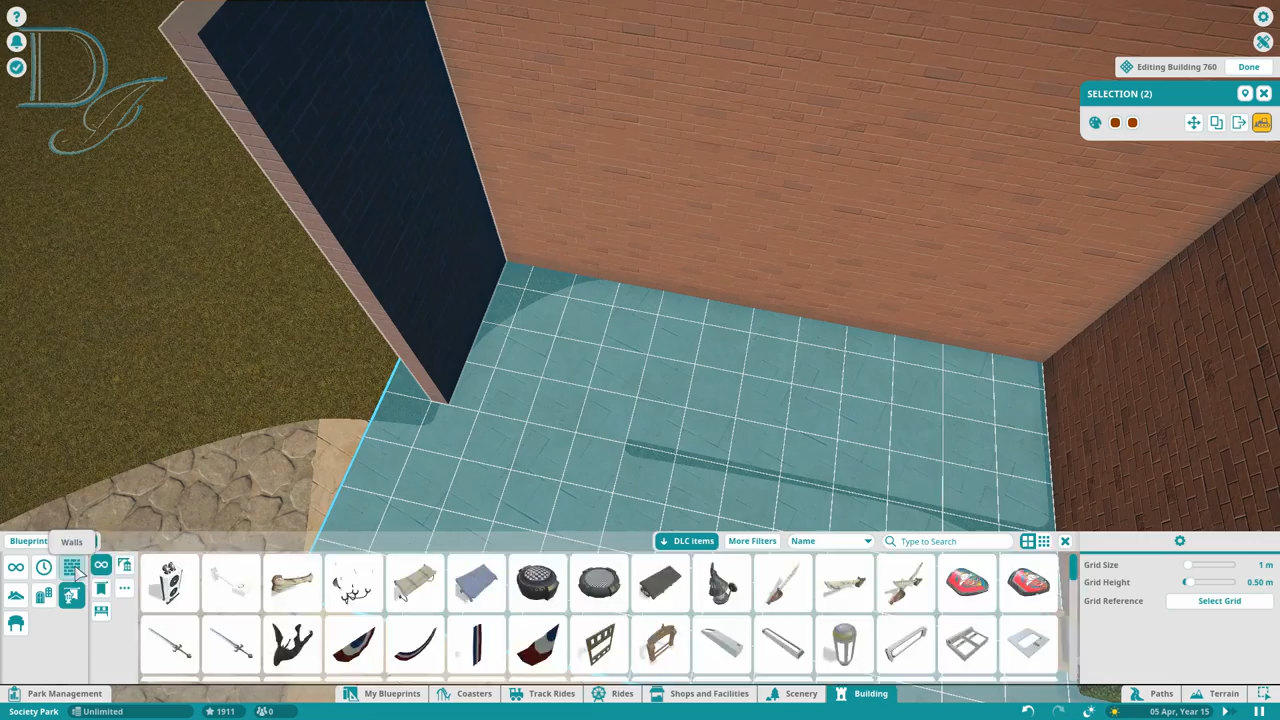 DJ
Editing Building 760
Done
SELECTION (2)
Walls
Blueprint
DLC items
More Filters
Name
Type to Search
Grid Size
1 m
Grid Height
0.50 m
Grid Reference
Select Grid
Park Management
My Blueprints
Coasters
Track Rides
Rides
Shops and Facilities
Scenery
Building
Paths
Terrain
Society Park
Unlimited
1911
0
05 Apr, Year 15